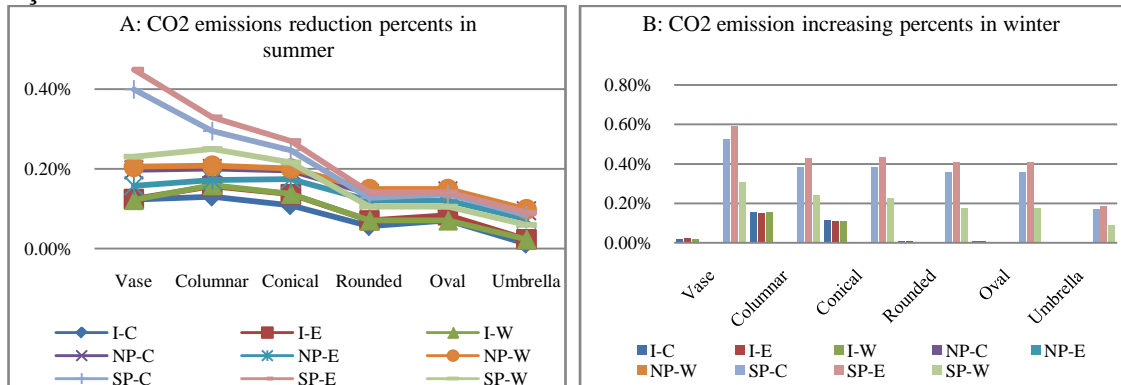 A: CO2 emissions reduction percents in
summer
0.40%
0.20%
0.00%
Vase Columnar Conical Rounded Oval Umbrella
I-C I-E I-W
NP-C NP-E NP-W
SP-C SP-E SP-W
B: CO2 emission increasing percents in winter
0.80%
0.60%
0.40%
0.20%
0.00%
Vase Columnar Conical Rounded Oval Umbrella
I-C I-E I-W NP-C NP-E
NP-W SP-C SP-E SP-W